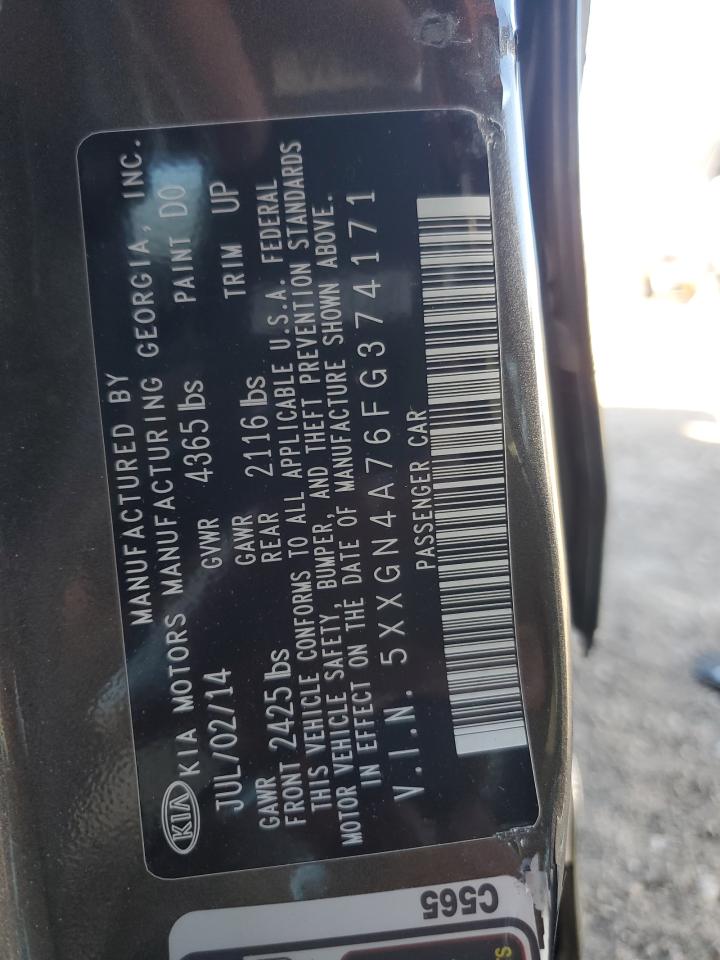 MANUFACTURED BY
KIA KIA MOTORS MANUFACTURING GEORGIA, INC.
JUL/02/14 GVWR 4365 lbs PAINT DO
GAWR FRONT 2425 lbs GAWR REAR 2116 lbs TRIM UP
THIS VEHICLE CONFORMS TO ALL APPLICABLE U.S.A. FEDERAL
MOTOR VEHICLE SAFETY, BUMPER, AND THEFT PREVENTION STANDARDS
IN EFFECT ON THE DATE OF MANUFACTURE SHOWN ABOVE.
V.I.N. 5XXGN4A76FG374171
PASSENGER CAR
C565